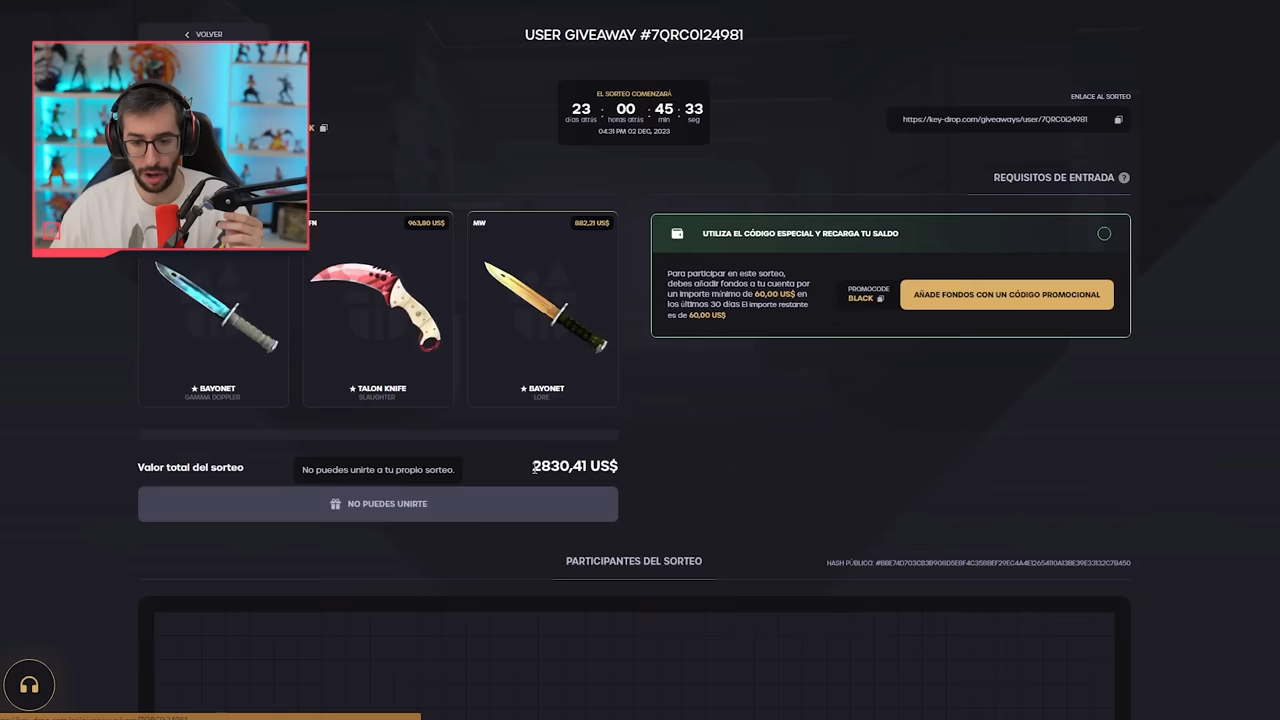 VOLVER
USER GIVEAWAY #7QRC0I24981
EL SORTEO COMENZARÁ
23 : 00 : 45 : 33
días atrás horas atrás min seg
04:31 PM 02 DEC, 2023
ENLACE AL SORTEO
https://key-drop.com/giveaways/user/7QRC0I24981
K
REQUISITOS DE ENTRADA ?
FN
963,80 US$
MW
882,21 US$
★ BAYONET
GAMMA DOPPLER
★ TALON KNIFE
SLAUGHTER
★ BAYONET
LORE
UTILIZA EL CÓDIGO ESPECIAL Y RECARGA TU SALDO
Para participar en este sorteo,
debes añadir fondos a tu cuenta por
un importe mínimo de 60,00 US$ en
los últimos 30 días El importe restante
es de 60,00 US$
PROMOCODE
BLACK
AÑADE FONDOS CON UN CÓDIGO PROMOCIONAL
Valor total del sorteo
No puedes unirte a tu propio sorteo.
2830,41 US$
NO PUEDES UNIRTE
PARTICIPANTES DEL SORTEO